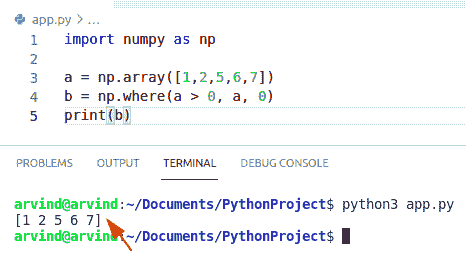 app.py > ...
1 import numpy as np
2
3 a = np.array([1,2,5,6,7])
4 b = np.where(a > 0, a, 0)
5 print(b)
PROBLEMS OUTPUT TERMINAL DEBUG CONSOLE
arvind@arvind:~/Documents/PythonProject$ python3 app.py
[1 2 5 6 7]
arvind@arvind:~/Documents/PythonProject$